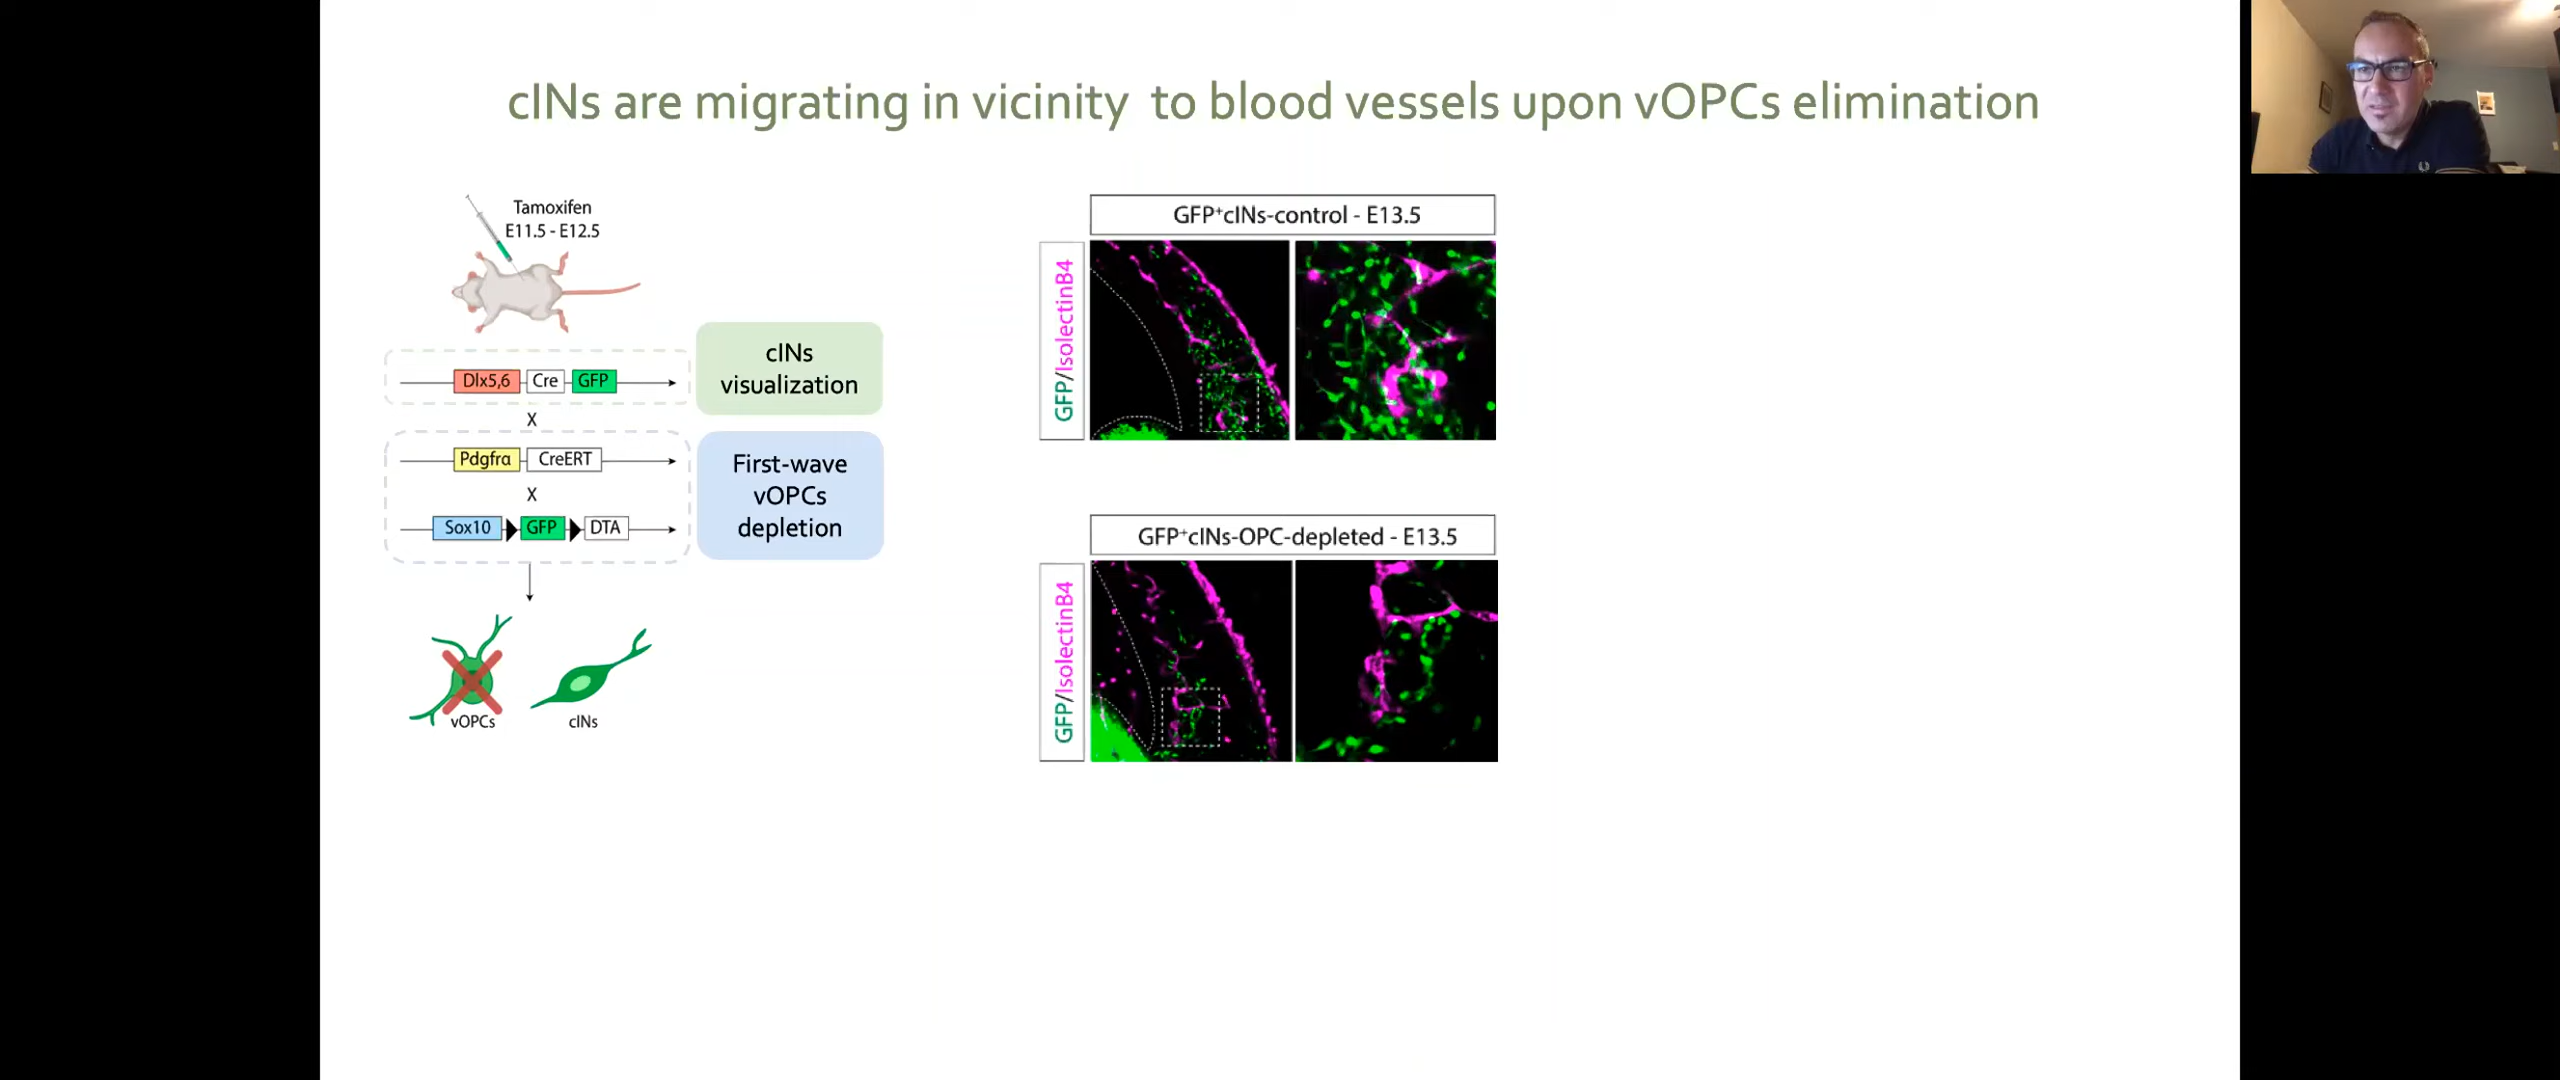 cINs are migrating in vicinity to blood vessels upon vOPCs elimination
Tamoxifen
E11.5 - E12.5
Dlx5,6 Cre GFP
X
Pdgfrα CreERT
X
Sox10 GFP DTA
vOPCs
cINs
cINs
visualization
First-wave
vOPCs
depletion
GFP⁺cINs-control - E13.5
GFP/IsolectinB4
GFP⁺cINs-OPC-depleted - E13.5
GFP/IsolectinB4